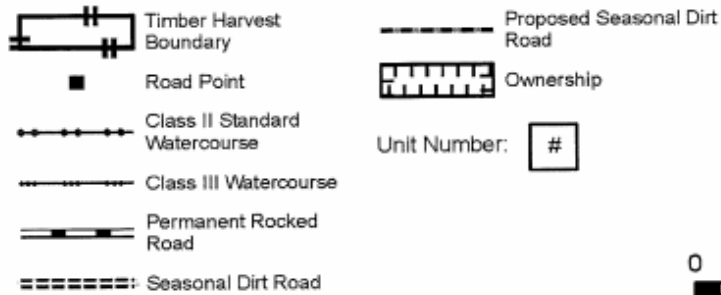 Timber Harvest
Boundary
Road Point
Class II Standard
Watercourse
Class III Watercourse
Permanent Rocked
Road
Seasonal Dirt Road
Proposed Seasonal Dirt
Road
Ownership
Unit Number: #
0